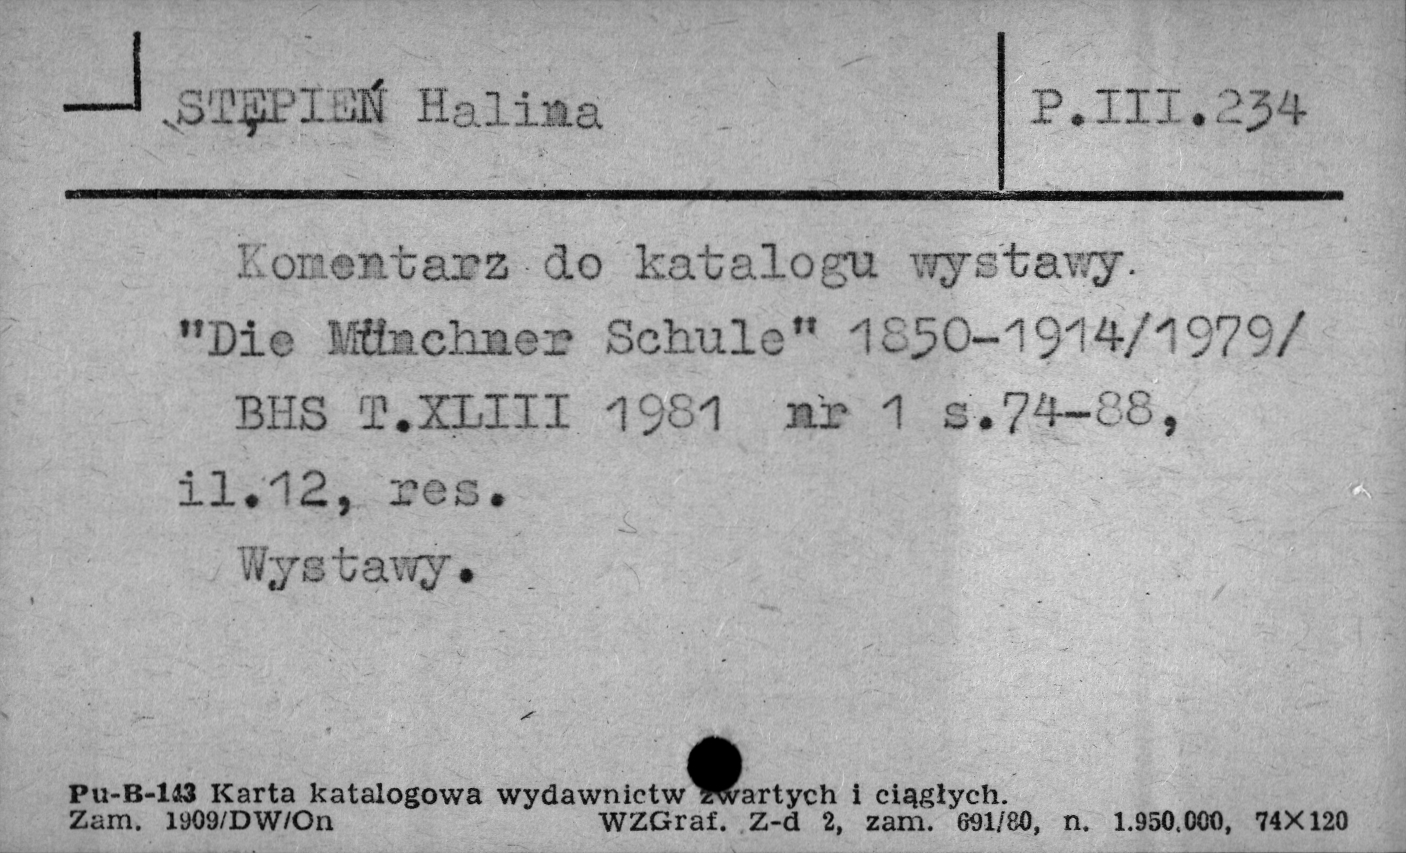 STĘPIEŃ Halina P.III.234
Komentarz do katalogu wystawy.
"Die Münchner Schule" 1850-1914/1979/
BHS T.XLIII 1981 nr 1 s.74-88,
il.12, res.
Wystawy.
Pu-B-143 Karta katalogowa wydawnictw zwartych i ciągłych.
Zam. 1909/DW/On WZGraf. Z-d 2, zam. 691/80, n. 1.950.000, 74X120